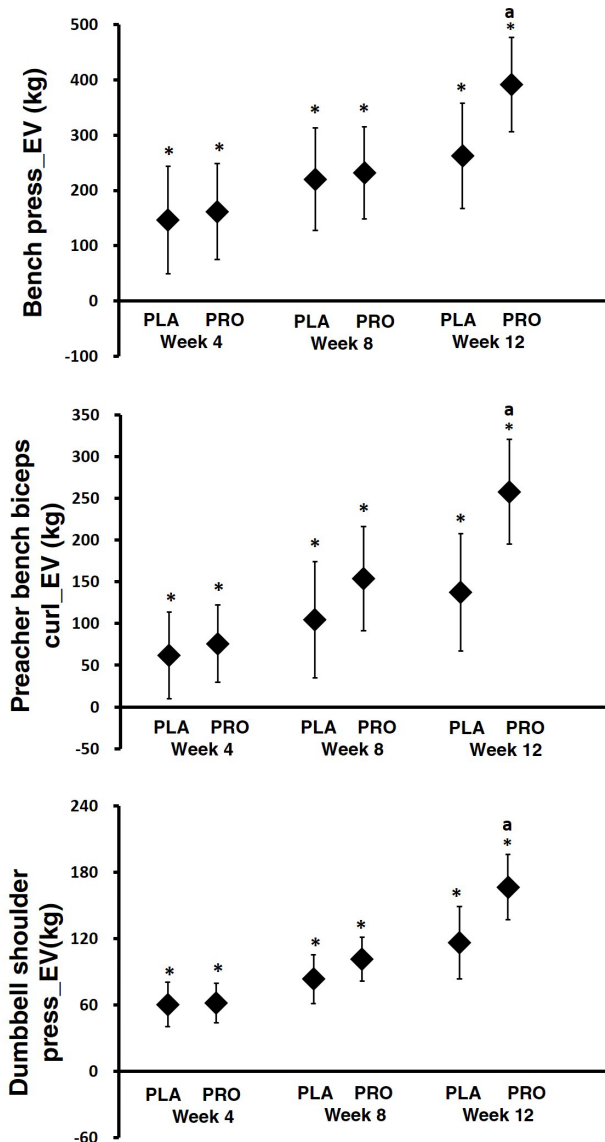 Bench press_EV (kg)
500
400
300
200
100
0
-100
a
* * * * * *
PLA PRO PLA PRO PLA PRO
Week 4 Week 8 Week 12
Preacher bench biceps
curl_EV (kg)
350
300
250
200
150
100
50
0
-50
a
* * * * * *
PLA PRO PLA PRO PLA PRO
Week 4 Week 8 Week 12
Dumbbell shoulder
press_EV(kg)
240
180
120
60
0
-60
a
* * * * * *
PLA PRO PLA PRO PLA PRO
Week 4 Week 8 Week 12